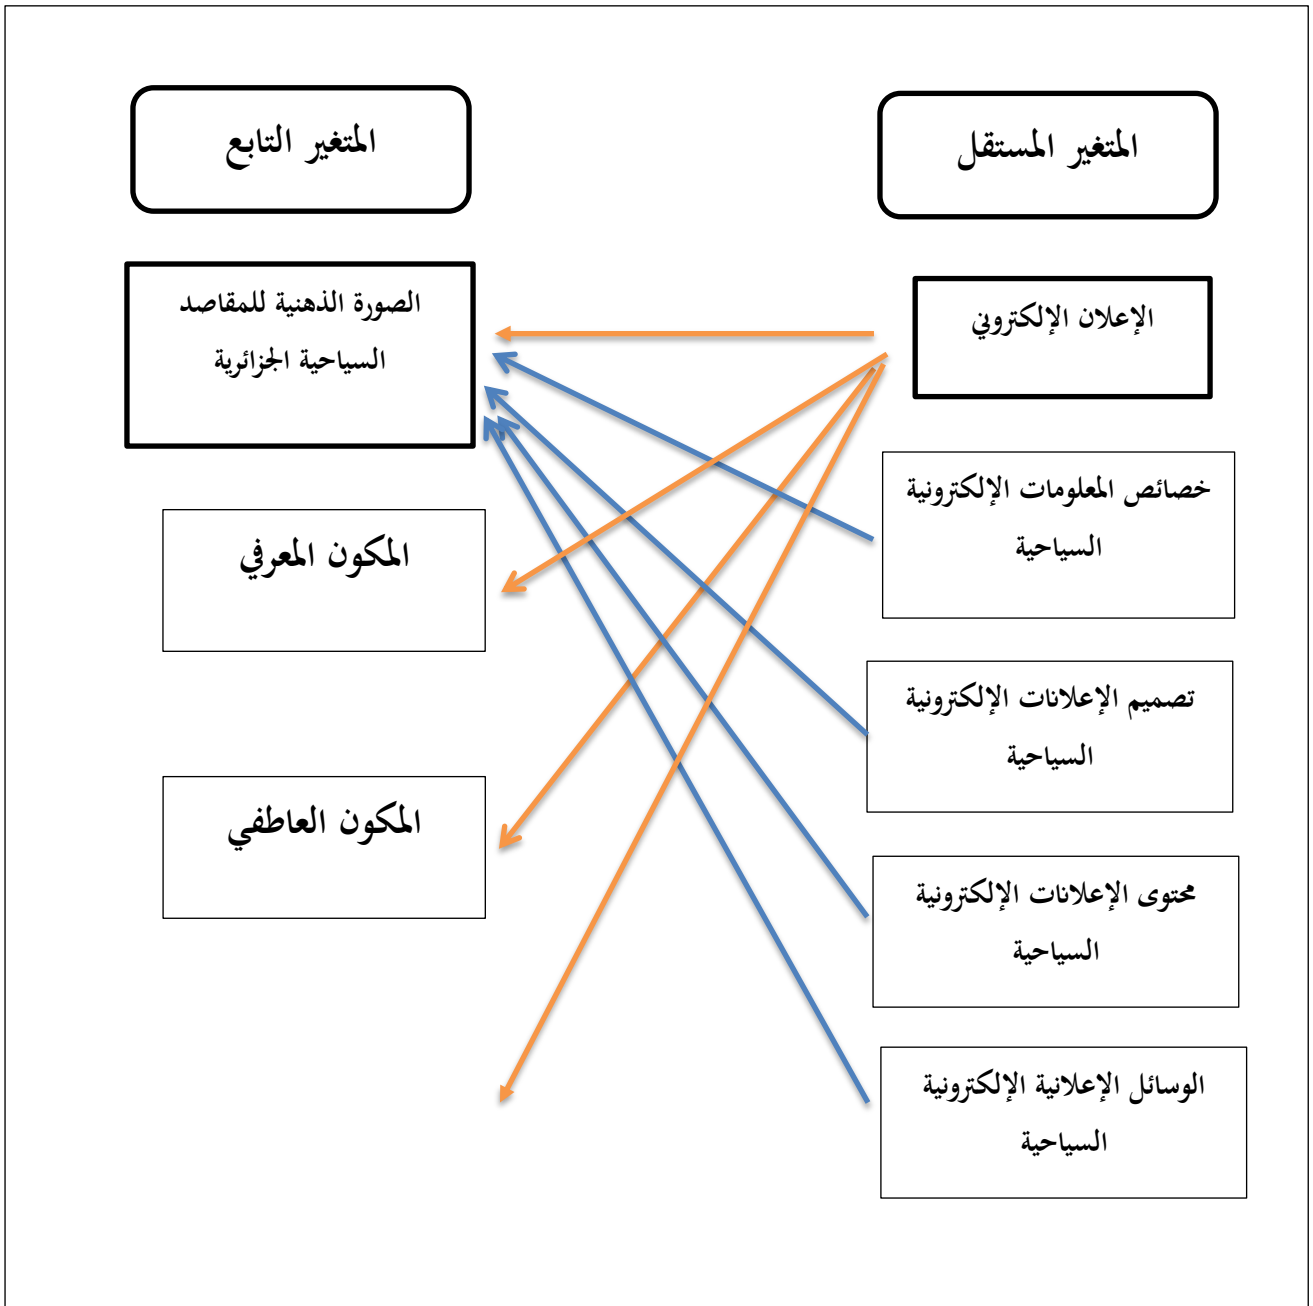 المتغير المستقل
المتغير التابع
الإعلان الإلكتروني
الصورة الذهنية للمقاصد
السياحية الجزائرية
خصائص المعلومات الإلكترونية
السياحية
المكون المعرفي
تصميم الإعلانات الإلكترونية
السياحية
المكون العاطفي
محتوى الإعلانات الإلكترونية
السياحية
الوسائل الإعلانية الإلكترونية
السياحية